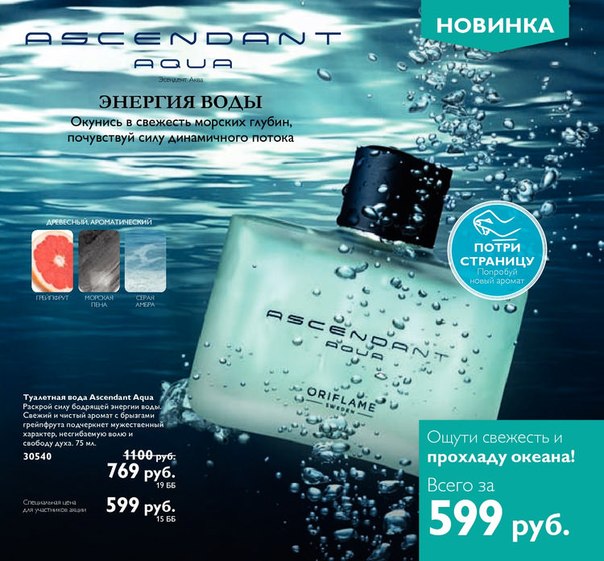 НОВИНКА
ASCENDANT
AQUA
Эсендент Аква
ЭНЕРГИЯ ВОДЫ
Окунись в свежесть морских глубин,
почувствуй силу динамичного потока
ДРЕВЕСНЫЙ, АРОМАТИЧЕСКИЙ
ГРЕЙПФРУТ
МОРСКАЯ
ПЕНА
СЕРАЯ
АМБРА
ПОТРИ
СТРАНИЦУ
Попробуй
новый аромат
ASCENDANT
AQUA
ORIFLAME
SWEDEN
Туалетная вода Ascendant Aqua
Раскрой силу бодрящей энергии воды.
Свежий и чистый аромат с брызгами
грейпфрута подчеркнет мужественный
характер, несгибаемую волю и
свободу духа. 75 мл.
30540 1100 руб.
769 руб.
19 ББ
Специальная цена
для участников акции 599 руб.
15 ББ
Ощути свежесть и
прохладу океана!
Всего за
599 руб.